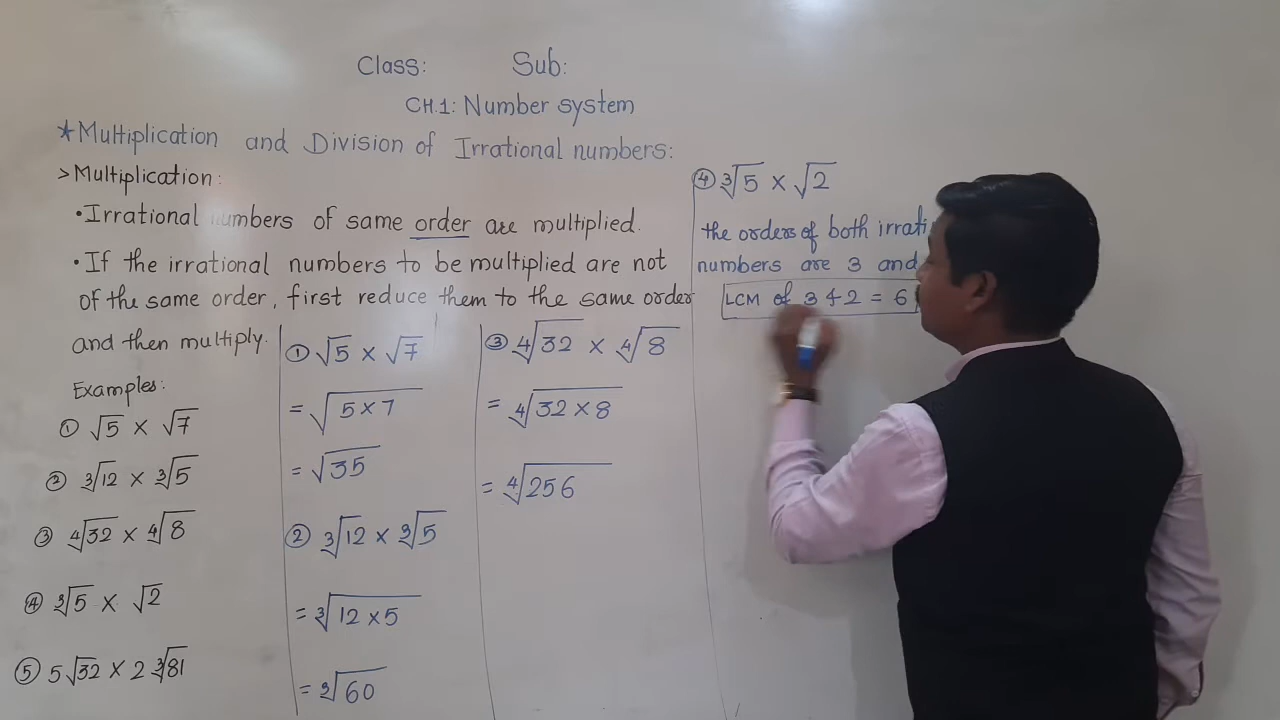 Class: Sub:
CH.1: Number system
★Multiplication and Division of Irrational numbers:
>Multiplication:
•Irrational numbers of same order are multiplied.
•If the irrational numbers to be multiplied are not
of the same order, first reduce them to the same order
and then multiply.
Examples:
① √5 × √7
② ∛12 × ∛5
③ ∜32 × ∜8
④ ∛5 × √2
⑤ 5√32 × 2∛81
① √5 × √7
= √5×7
= √35
② ∛12 × ∛5
= ∛12×5
= ∛60
③ ∜32 × ∜8
= ∜32×8
= ∜256
④ ∛5 × √2
the orders of both
numbers are 3 and
LCM of 3 & 2 = 6